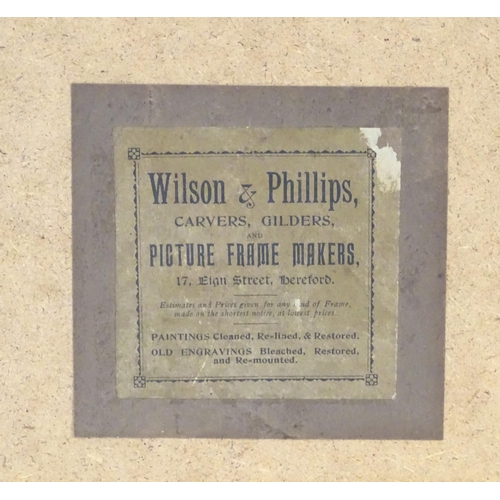 Wilson & Phillips,
CARVERS, GILDERS,
AND
PICTURE FRAME MAKERS,
17, Eign Street, Hereford.
Estimates and Prices given for any kind of Frame,
made on the shortest notice, at lowest prices.
PAINTINGS Cleaned, Re-lined, & Restored.
OLD ENGRAVINGS Bleached, Restored,
and Re-mounted.